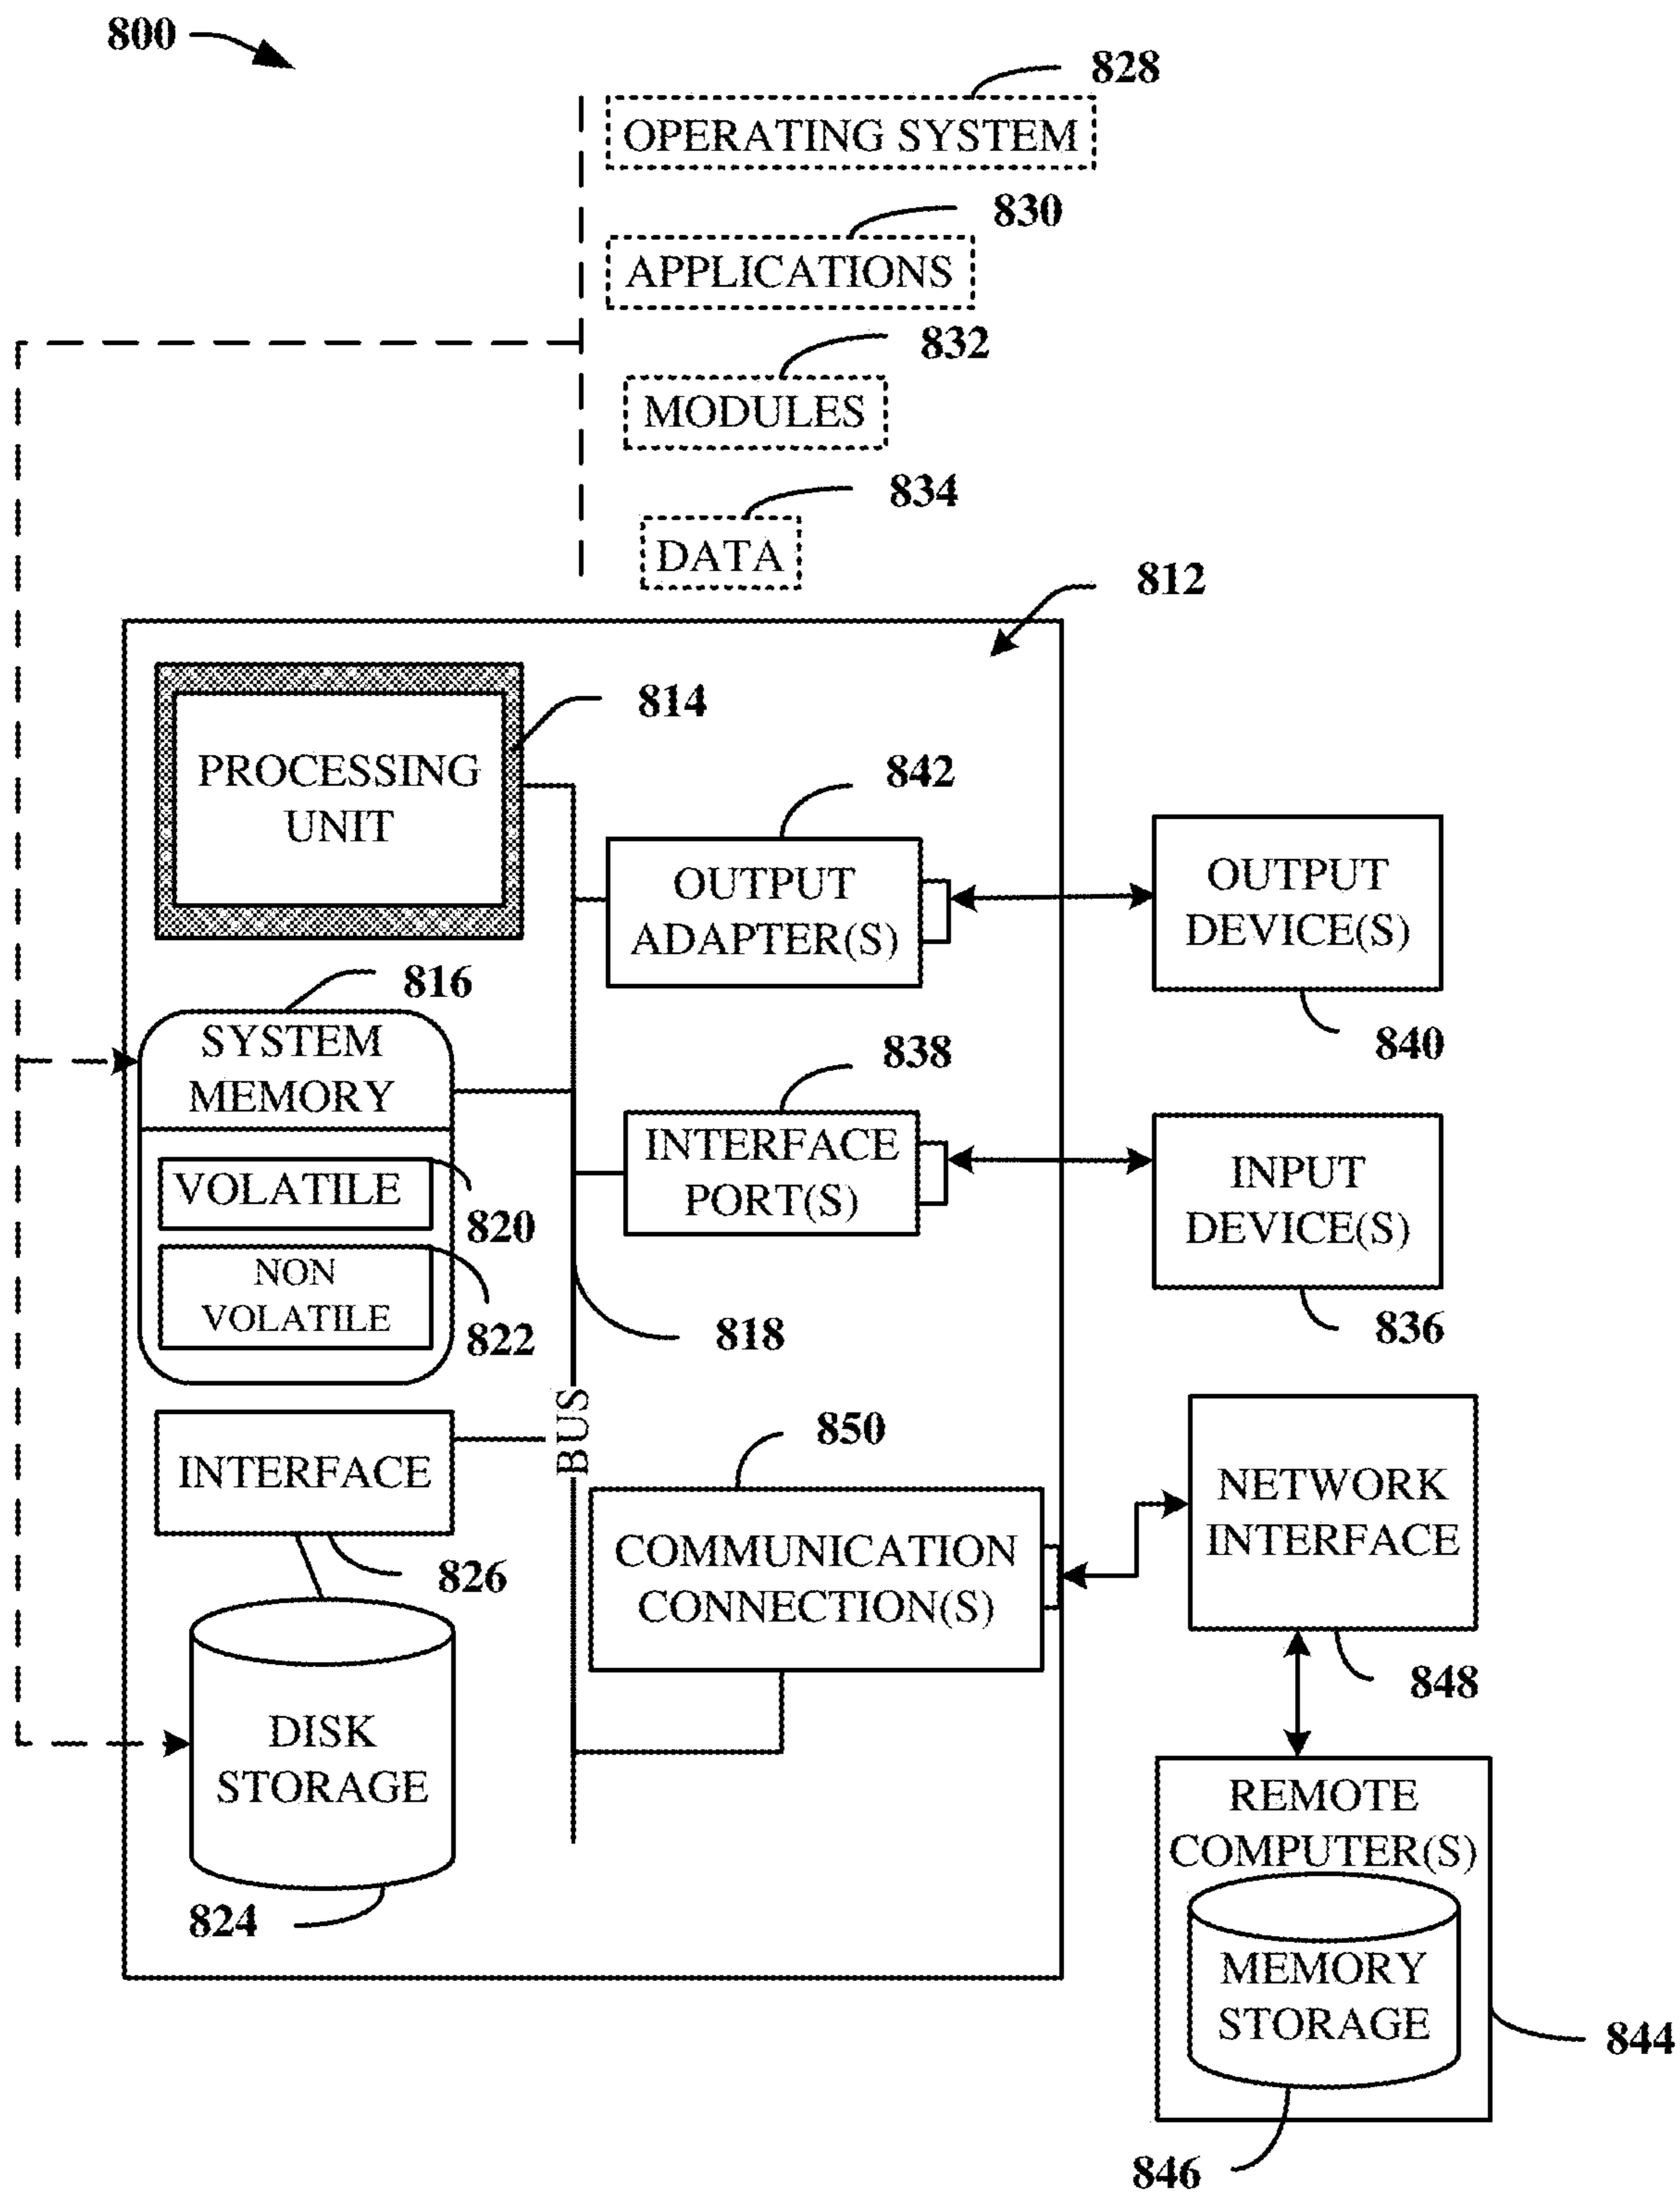 800
828
OPERATING SYSTEM
830
APPLICATIONS
832
MODULES
834
DATA
812
814
PROCESSING
UNIT
842
OUTPUT
ADAPTER(S)
OUTPUT
DEVICE(S)
840
816
SYSTEM
MEMORY
VOLATILE
820
NON
VOLATILE
822
838
INTERFACE
PORT(S)
INPUT
DEVICE(S)
836
818
BUS
INTERFACE
826
850
COMMUNICATION
CONNECTION(S)
NETWORK
INTERFACE
848
DISK
STORAGE
824
REMOTE
COMPUTER(S)
MEMORY
STORAGE
844
846